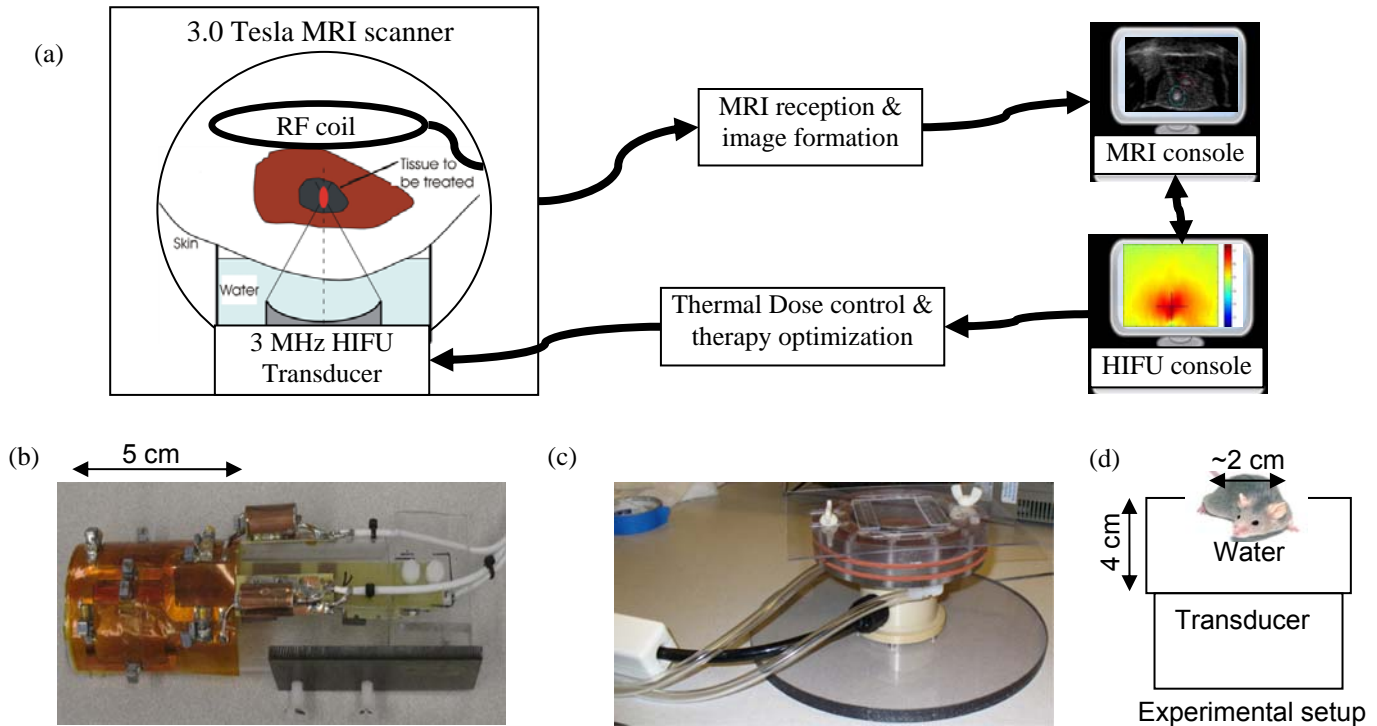 (a)
3.0 Tesla MRI scanner
RF coil
Tissue to
be treated
Skin
Water
3 MHz HIFU
Transducer
MRI reception &
image formation
MRI console
Thermal Dose control &
therapy optimization
HIFU console
(b)
5 cm
(c)
(d)
~2 cm
4 cm
Water
Transducer
Experimental setup